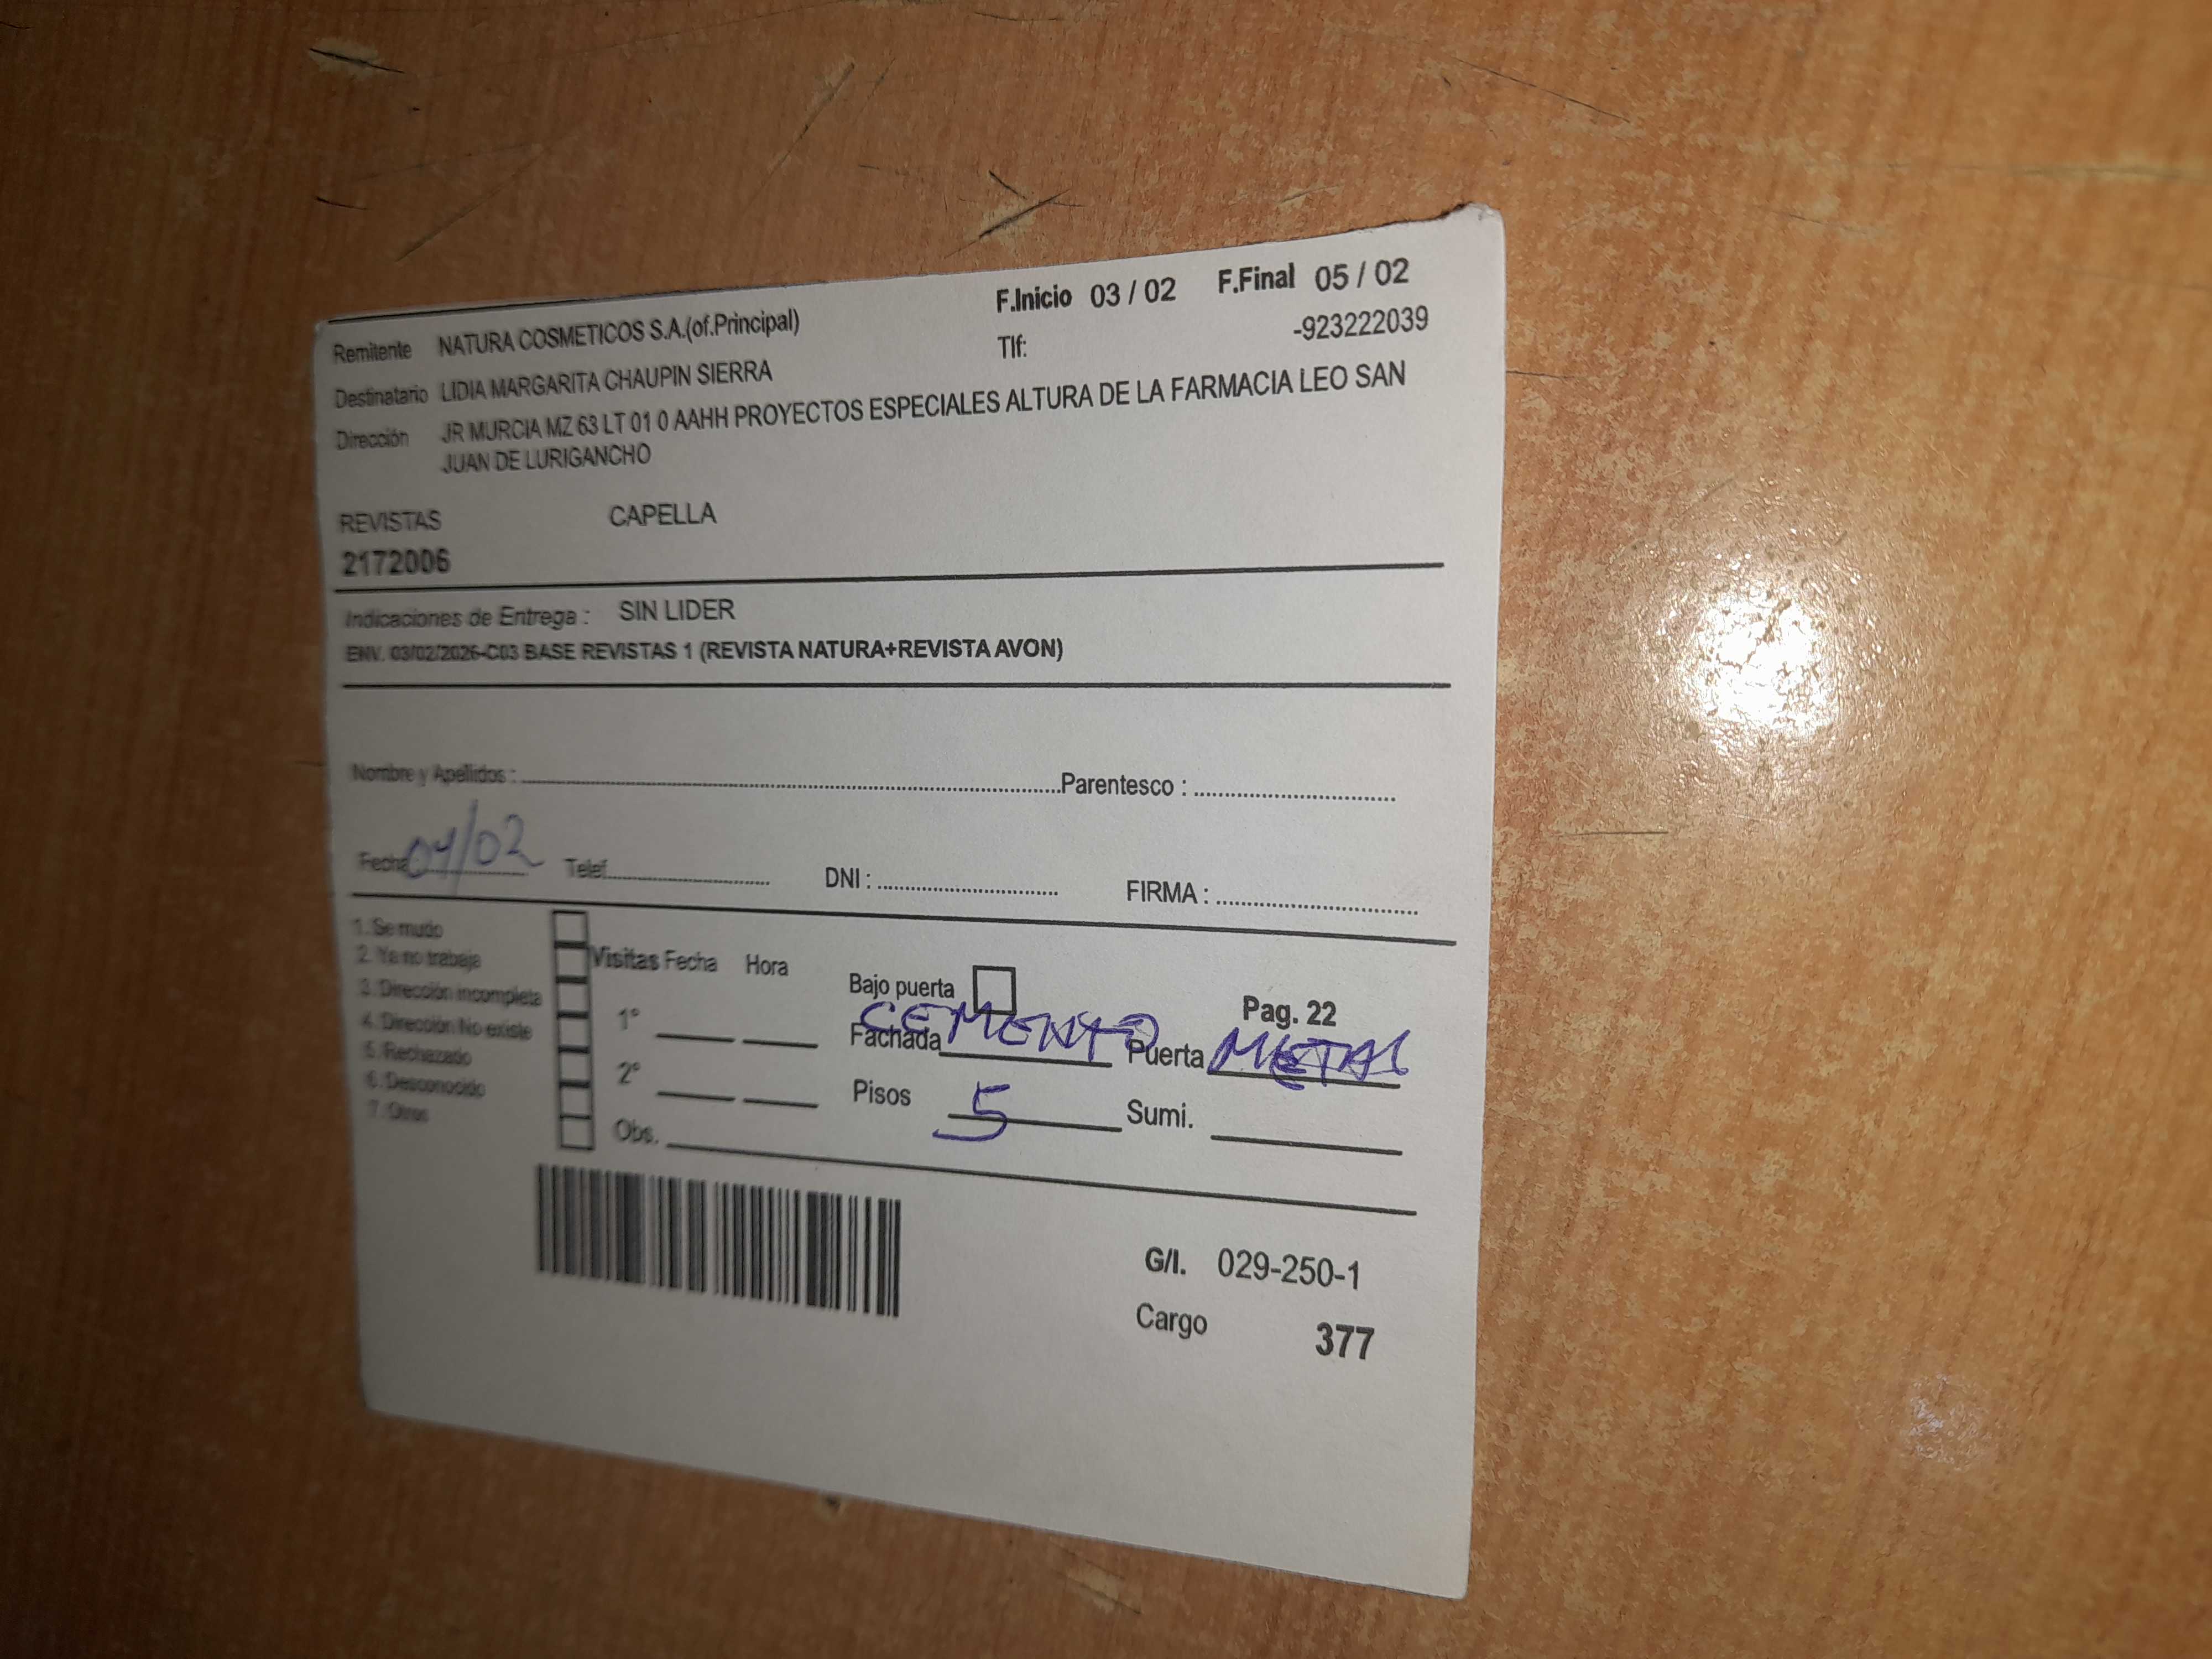 F.Inicio 03 / 02 F.Final 05 / 02
Remitente NATURA COSMETICOS S.A.(of.Principal) Tlf: -923222039
Destinatario LIDIA MARGARITA CHAUPIN SIERRA
Dirección JR MURCIA MZ 63 LT 01 0 AAHH PROYECTOS ESPECIALES ALTURA DE LA FARMACIA LEO SAN
JUAN DE LURIGANCHO
REVISTAS CAPELLA
2172006
Indicaciones de Entrega : SIN LIDER
ENV. 03/02/2026-C03 BASE REVISTAS 1 (REVISTA NATURA+REVISTA AVON)
Nombre y Apellidos : Parentesco :
Fecha 04/02 Telef. DNI : FIRMA :
1. Se mudo
2. Ya no trabaja
3. Dirección incompleta
4. Dirección No existe
5. Rechazado
6. Desconocido
7. Otros
Visitas Fecha Hora
1°
2°
Obs.
Bajo puerta Pag. 22
Fachada CEMENTO Puerta METAL
Pisos 5 Sumi.
G/I. 029-250-1
Cargo 377